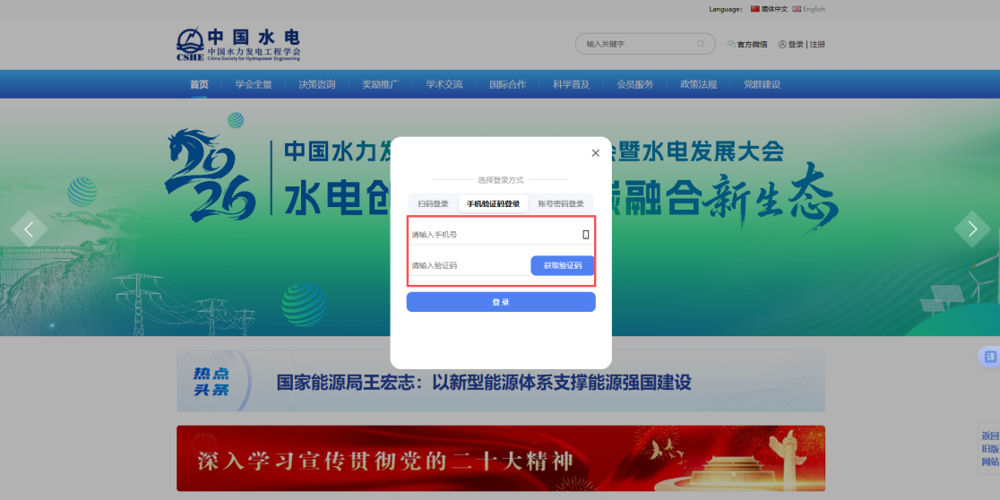 Language: 简体中文 English
中国水电
中国水力发电工程学会
CSHE China Society for Hydropower Engineering
输入关键字
官方微信
登录 | 注册
首页 学会全景 决策咨询 奖励推广 学术交流 国际合作 科学普及 会员服务 政策法规 党群建设
2026
中国水力发
会暨水电发展大会
水电创
碳融合新生态
选择登录方式
扫码登录 手机验证码登录 账号密码登录
请输入手机号
请输入验证码 获取验证码
登 录
热点
头条
国家能源局王宏志：以新型能源体系支撑能源强国建设
深入学习宣传贯彻党的二十大精神
译
返回
旧版
网站